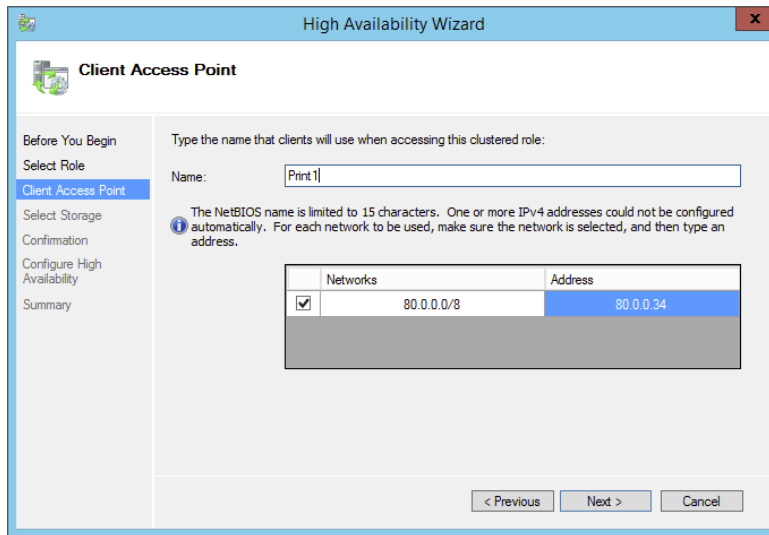 High Availability Wizard
x
Client Access Point
Before You Begin
Select Role
Client Access Point
Select Storage
Confirmation
Configure High
Availability
Summary
Type the name that clients will use when accessing this clustered role:
Name:
Print1
The NetBIOS name is limited to 15 characters. One or more IPv4 addresses could not be configured
automatically. For each network to be used, make sure the network is selected, and then type an
address.
Networks Address
80.0.0.0/8 80.0.0.34
< Previous Next > Cancel